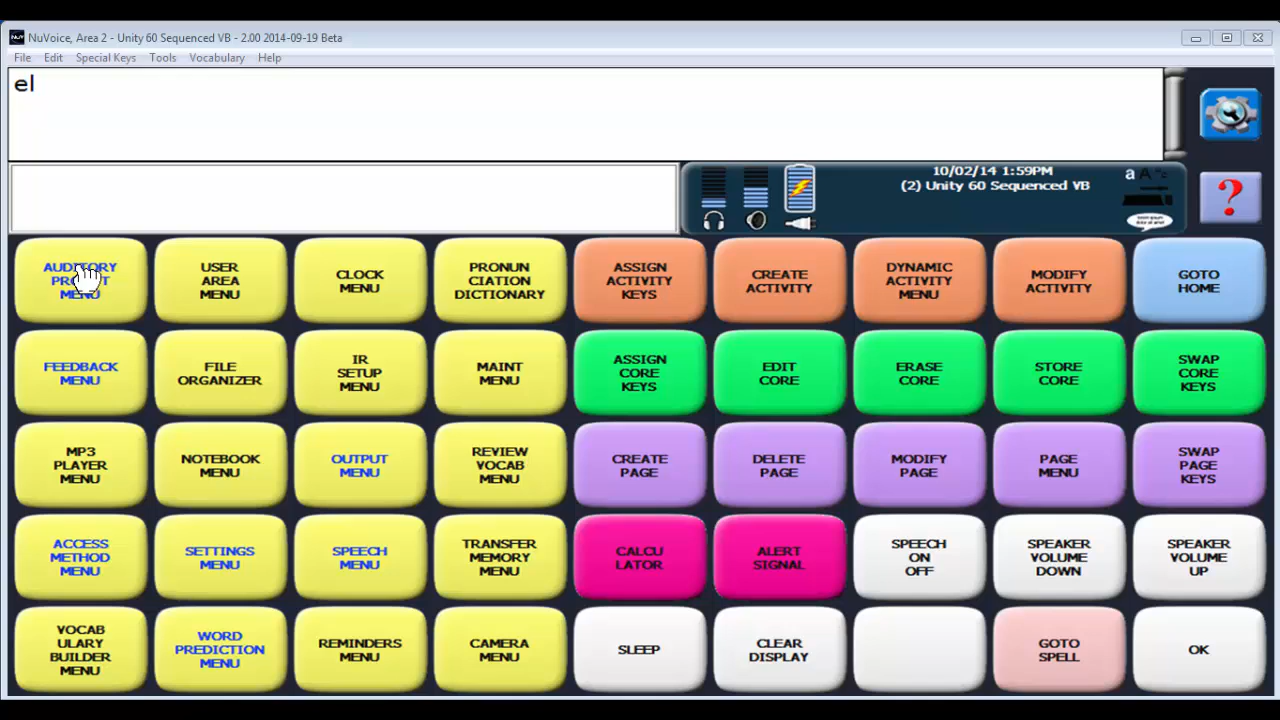 NuVoice, Area 2 - Unity 60 Sequenced VB - 2.00 2014-09-19 Beta
File Edit Special Keys Tools Vocabulary Help
el
10/02/14 1:59PM
(2) Unity 60 Sequenced VB
a A
?
AUDITORY
PROMPT
MENU
USER
AREA
MENU
CLOCK
MENU
PRONUN
CIATION
DICTIONARY
ASSIGN
ACTIVITY
KEYS
CREATE
ACTIVITY
DYNAMIC
ACTIVITY
MENU
MODIFY
ACTIVITY
GOTO
HOME
FEEDBACK
MENU
FILE
ORGANIZER
IR
SETUP
MENU
MAINT
MENU
ASSIGN
CORE
KEYS
EDIT
CORE
ERASE
CORE
STORE
CORE
SWAP
CORE
KEYS
MP3
PLAYER
MENU
NOTEBOOK
MENU
OUTPUT
MENU
REVIEW
VOCAB
MENU
CREATE
PAGE
DELETE
PAGE
MODIFY
PAGE
PAGE
MENU
SWAP
PAGE
KEYS
ACCESS
METHOD
MENU
SETTINGS
MENU
SPEECH
MENU
TRANSFER
MEMORY
MENU
CALCU
LATOR
ALERT
SIGNAL
SPEECH
ON
OFF
SPEAKER
VOLUME
DOWN
SPEAKER
VOLUME
UP
VOCAB
ULARY
BUILDER
MENU
WORD
PREDICTION
MENU
REMINDERS
MENU
CAMERA
MENU
SLEEP
CLEAR
DISPLAY
GOTO
SPELL
OK